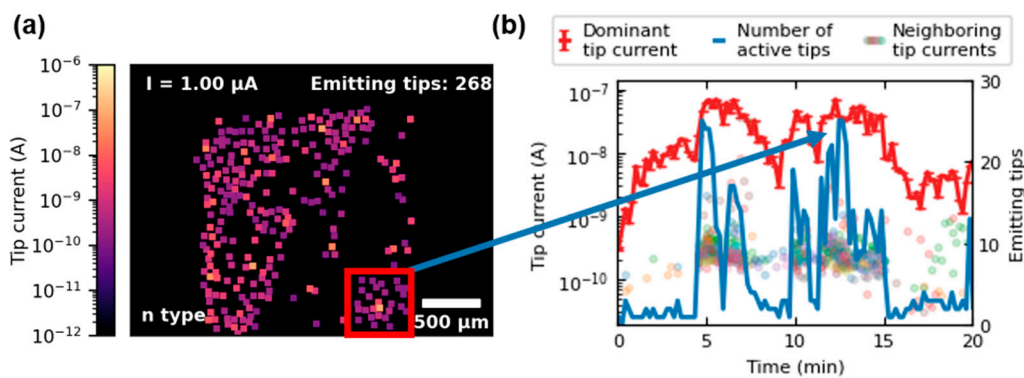 (a)
10⁻⁶
10⁻⁷
10⁻⁸
10⁻⁹
10⁻¹⁰
10⁻¹¹
10⁻¹²
Tip current (A)
I = 1.00 μA
Emitting tips: 268
n type
500 μm
(b)
Dominant
tip current
Number of
active tips
Neighboring
tip currents
10⁻⁷
10⁻⁸
10⁻⁹
10⁻¹⁰
Tip current (A)
30
20
10
0
Emitting tips
0 5 10 15 20
Time (min)